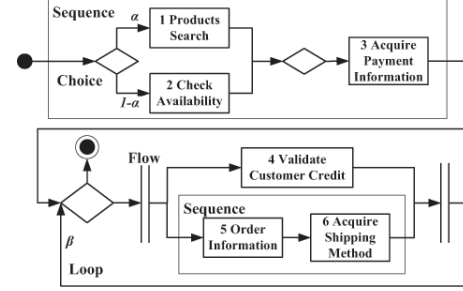 Sequence
α
1 Products
Search
Choice
2 Check
Availability
1-α
3 Acquire
Payment
Information
Flow
4 Validate
Customer Credit
Sequence
5 Order
Information
6 Acquire
Shipping
Method
β
Loop